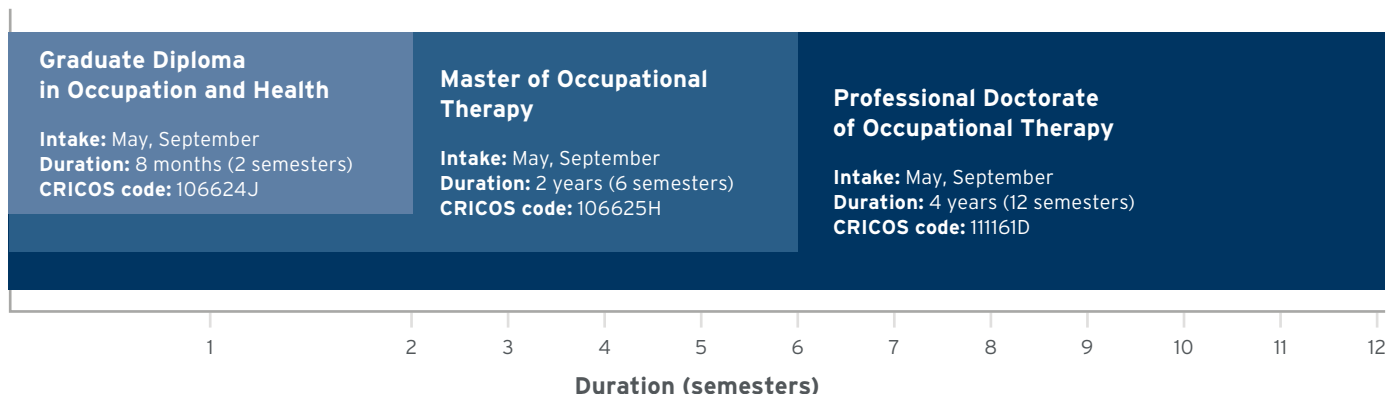 Graduate Diploma
in Occupation and Health
Intake: May, September
Duration: 8 months (2 semesters)
CRICOS code: 106624J
Master of Occupational
Therapy
Intake: May, September
Duration: 2 years (6 semesters)
CRICOS code: 106625H
Professional Doctorate
of Occupational Therapy
Intake: May, September
Duration: 4 years (12 semesters)
CRICOS code: 111161D
1 2 3 4 5 6 7 8 9 10 11 12
Duration (semesters)